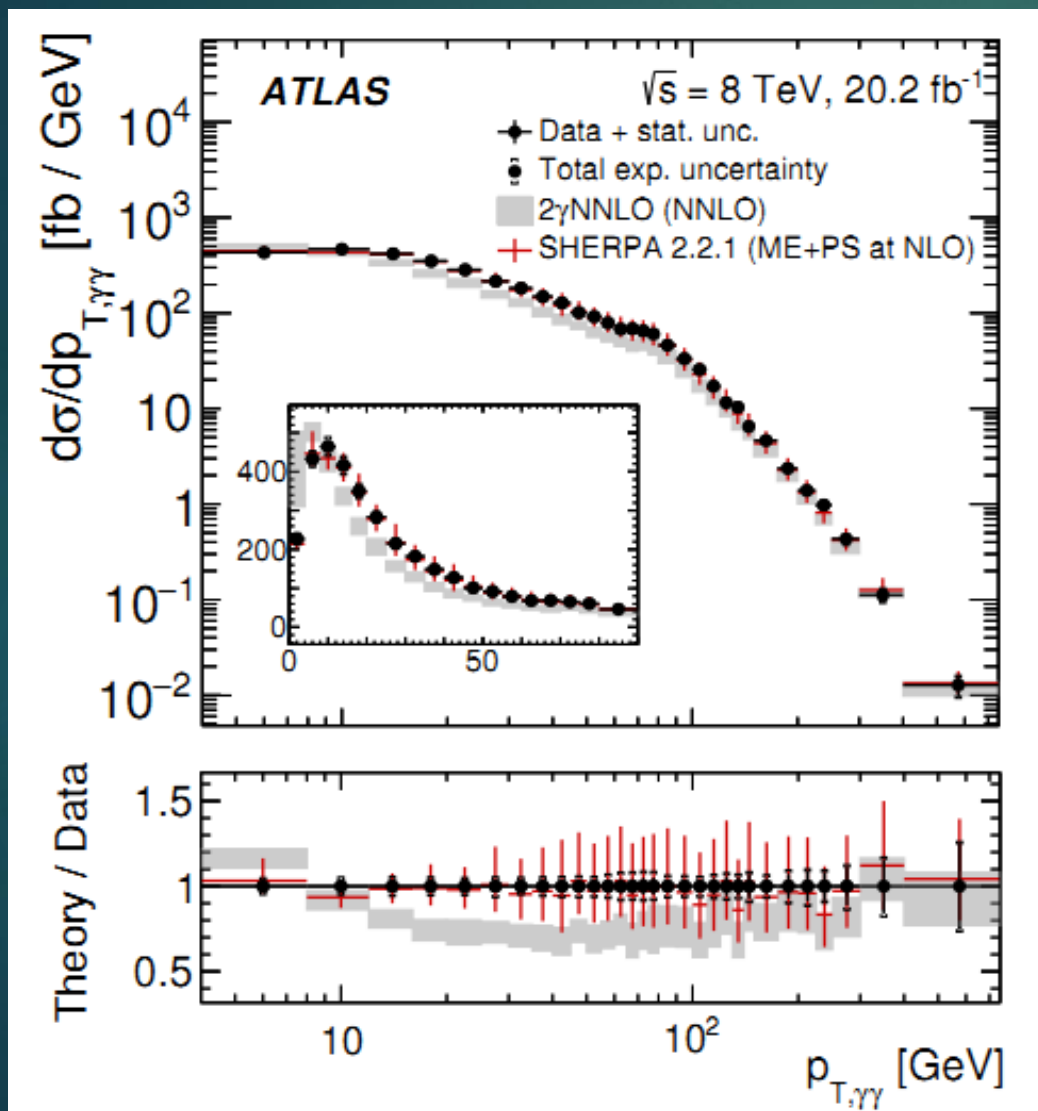 ATLAS
√s = 8 TeV, 20.2 fb⁻¹
Data + stat. unc.
Total exp. uncertainty
2γNNLO (NNLO)
SHERPA 2.2.1 (ME+PS at NLO)
dσ/dp_T,γγ [fb / GeV]
10⁴
10³
10²
10
1
10⁻¹
10⁻²
400
200
0
0 50
Theory / Data
1.5
1
0.5
10 10²
p_T,γγ [GeV]